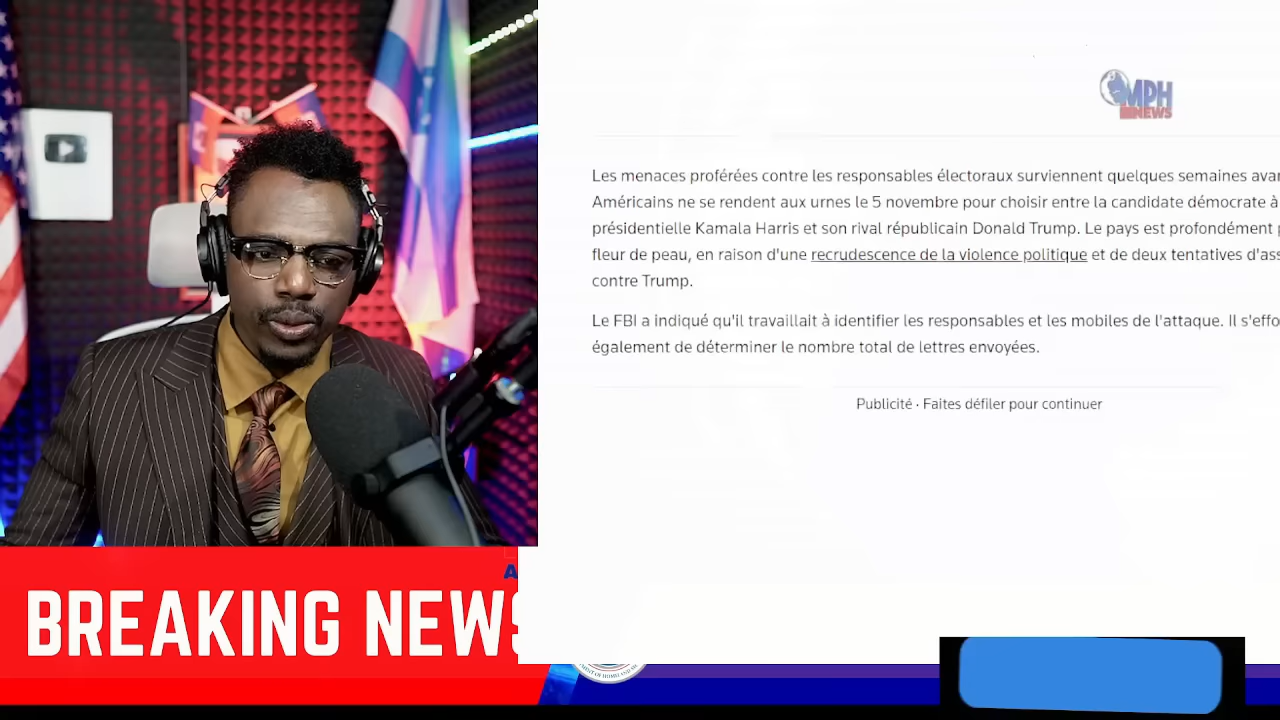 MPH
NEWS
Les menaces proférées contre les responsables électoraux surviennent quelques semaines avan
Américains ne se rendent aux urnes le 5 novembre pour choisir entre la candidate démocrate à
présidentielle Kamala Harris et son rival républicain Donald Trump. Le pays est profondément
fleur de peau, en raison d'une recrudescence de la violence politique et de deux tentatives d'ass
contre Trump.
Le FBI a indiqué qu'il travaillait à identifier les responsables et les mobiles de l'attaque. Il s'effo
également de déterminer le nombre total de lettres envoyées.
Publicité · Faites défiler pour continuer
A
BREAKING NEWS